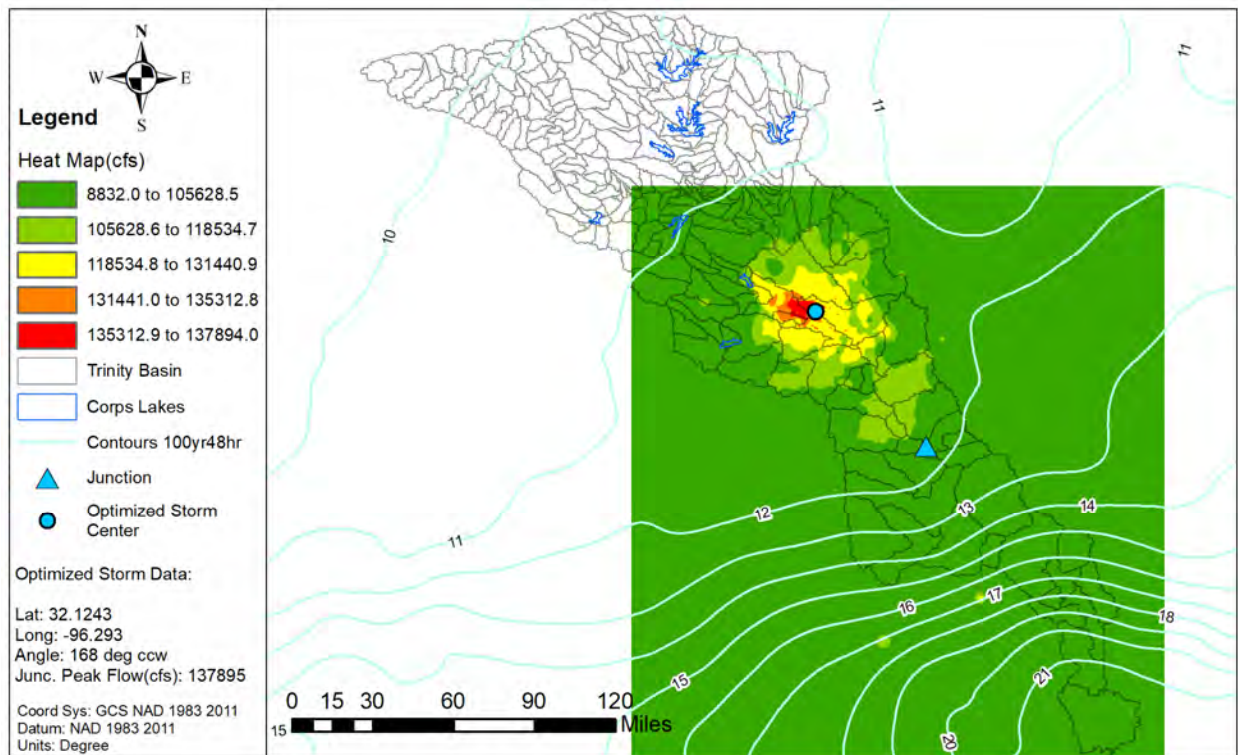 N
W E
S
Legend
Heat Map(cfs)
8832.0 to 105628.5
105628.6 to 118534.7
118534.8 to 131440.9
131441.0 to 135312.8
135312.9 to 137894.0
Trinity Basin
Corps Lakes
Contours 100yr48hr
Junction
Optimized Storm
Center
Optimized Storm Data:
Lat: 32.1243
Long: -96.293
Angle: 168 deg ccw
Junc. Peak Flow(cfs): 137895
Coord Sys: GCS NAD 1983 2011
Datum: NAD 1983 2011
Units: Degree
11
11
10
11
12
13
14
16
17
18
15
21
20
15
0 15 30 60 90 120
Miles